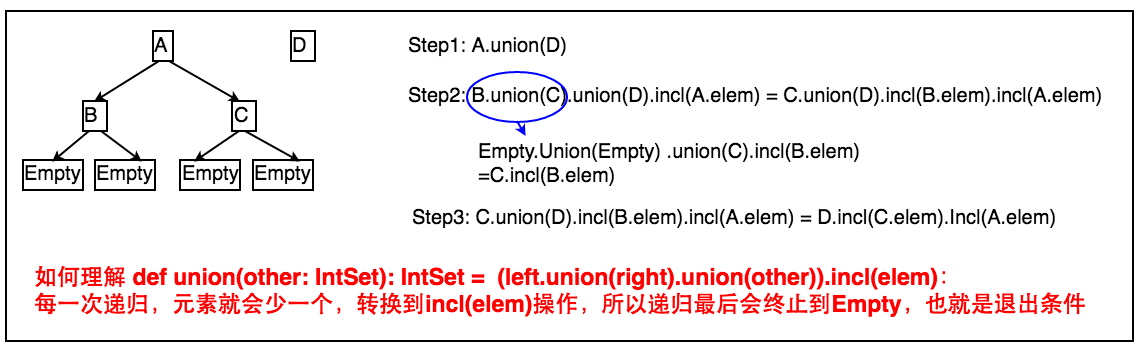 A
D
B
C
Empty
Empty
Empty
Empty
Step1: A.union(D)
Step2: B.union(C).union(D).incl(A.elem) = C.union(D).incl(B.elem).incl(A.elem)
Empty.Union(Empty) .union(C).incl(B.elem)
=C.incl(B.elem)
Step3: C.union(D).incl(B.elem).incl(A.elem) = D.incl(C.elem).Incl(A.elem)
如何理解 def union(other: IntSet): IntSet = (left.union(right).union(other)).incl(elem)：
每一次递归，元素就会少一个，转换到incl(elem)操作，所以递归最后会终止到Empty，也就是退出条件